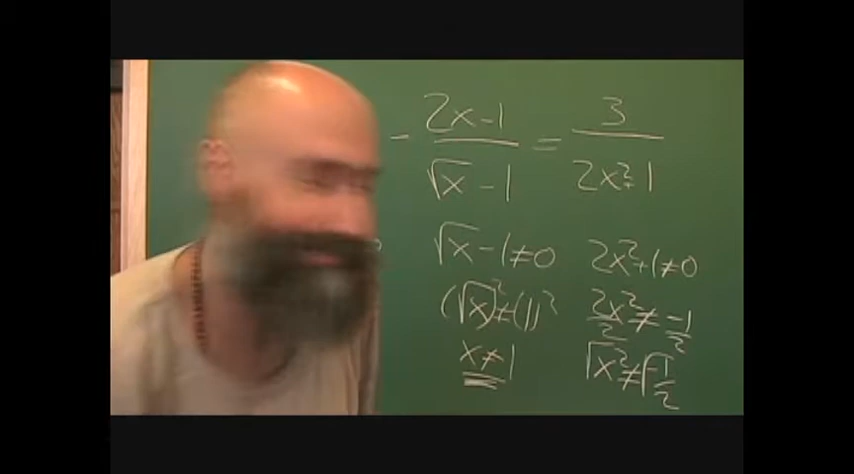 - (2x - 1)/(√x - 1) = 3/(2x² + 1)
√x - 1 ≠ 0    2x² + 1 ≠ 0
(√x)² ≠ (1)²    2x²/2 ≠ -1/2
x ≠ 1    √x² ≠ √-1/2